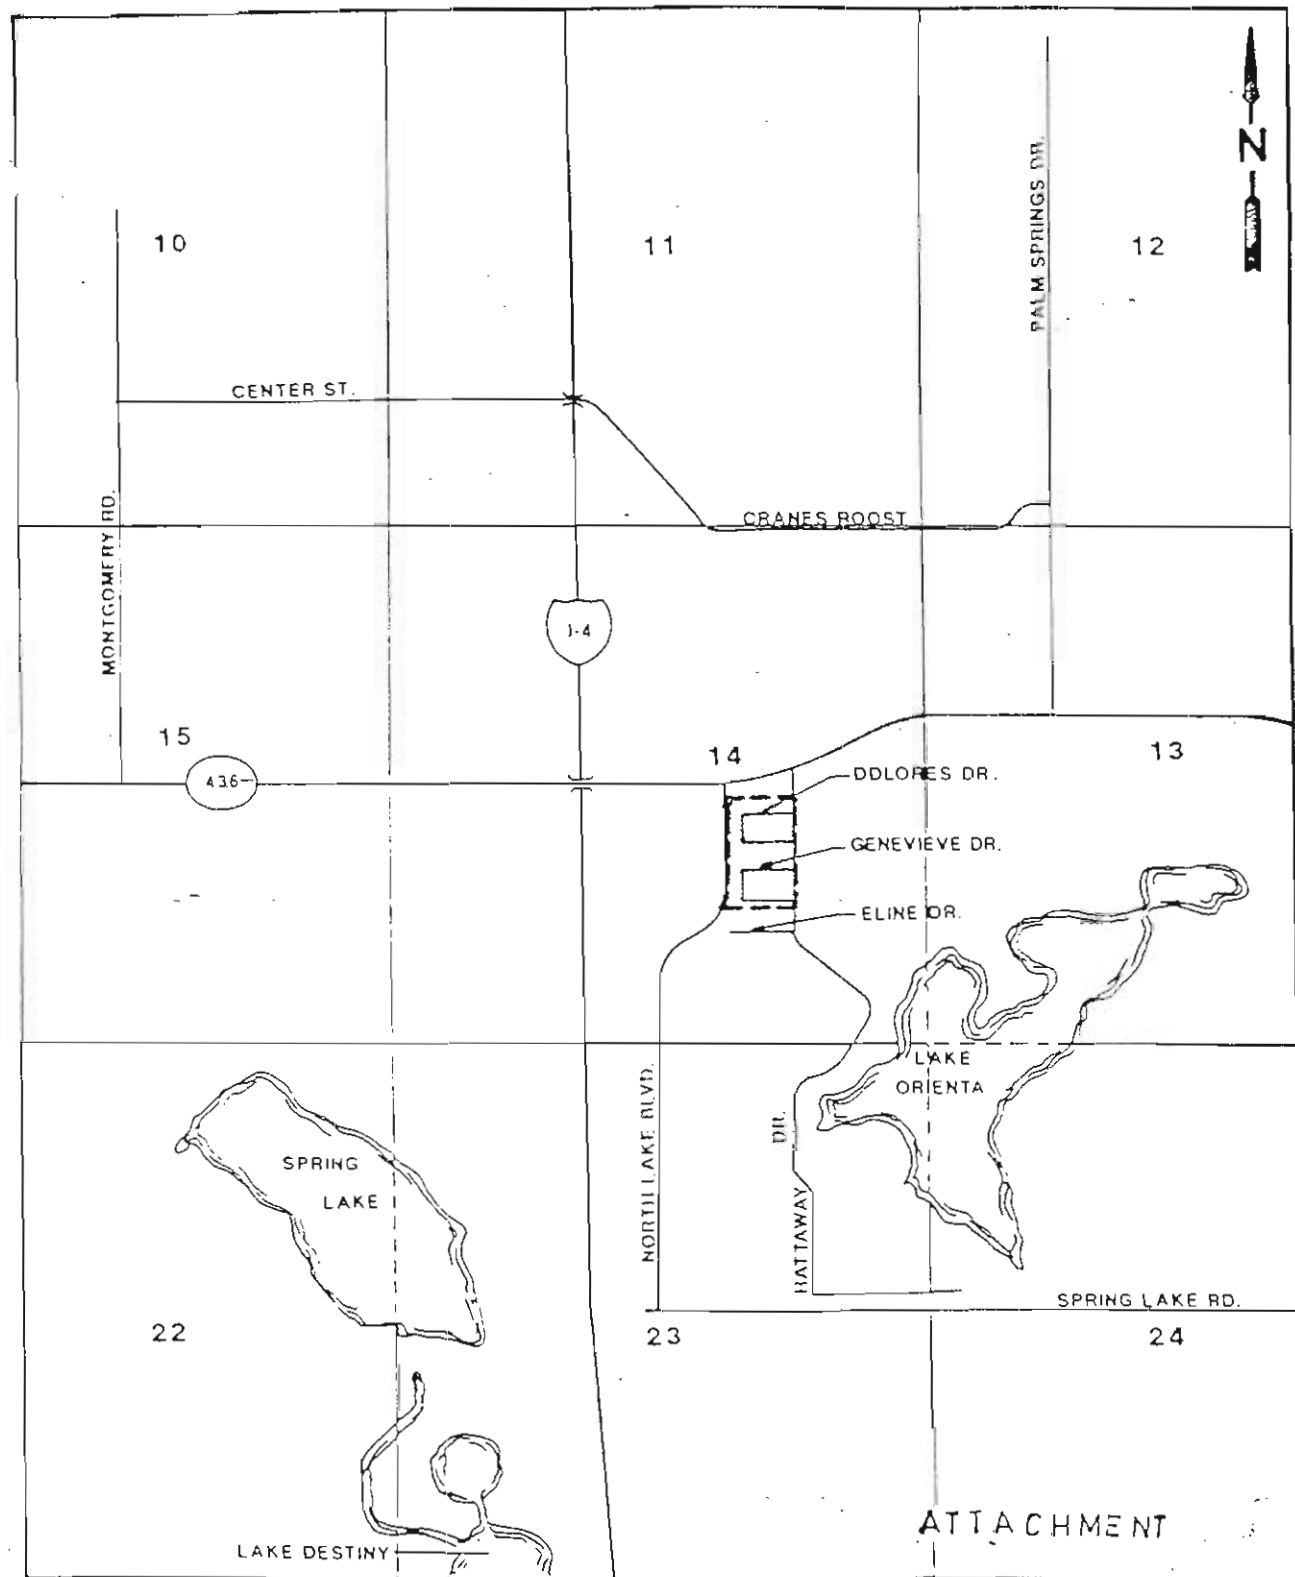 N
10
11
12
PALM SPRINGS DR.
CENTER ST.
MONTGOMERY RD.
CRANES ROOST
I-4
15
14
13
436
DDLORES DR.
GENEVIEVE DR.
ELINE DR.
LAKE
ORIENTA
NORTH LAKE BLVD.
HATTAWAY DR.
SPRING
LAKE
SPRING LAKE RD.
22
23
24
LAKE DESTINY
ATTACHMENT